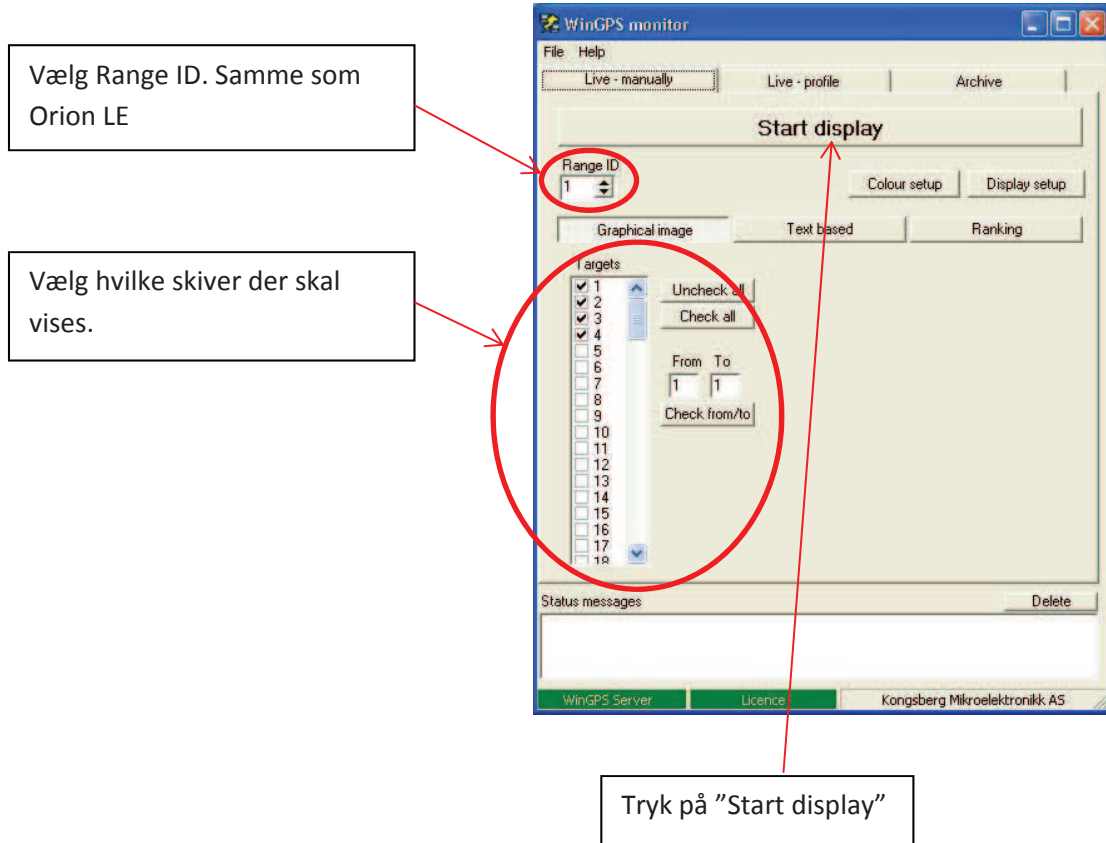 WinGPS monitor
File Help
Live - manually Live - profile Archive
Start display
Vælg Range ID. Samme som
Orion LE
Range ID
1
Colour setup Display setup
Graphical image Text based Ranking
Vælg hvilke skiver der skal
vises.
Targets
1
2
3
4
5
6
7
8
9
10
11
12
13
14
15
16
17
18
Uncheck all
Check all
From To
1 1
Check from/to
Status messages Delete
WinGPS Server Licence Kongsberg Mikroelektronikk AS
Tryk på ”Start display”